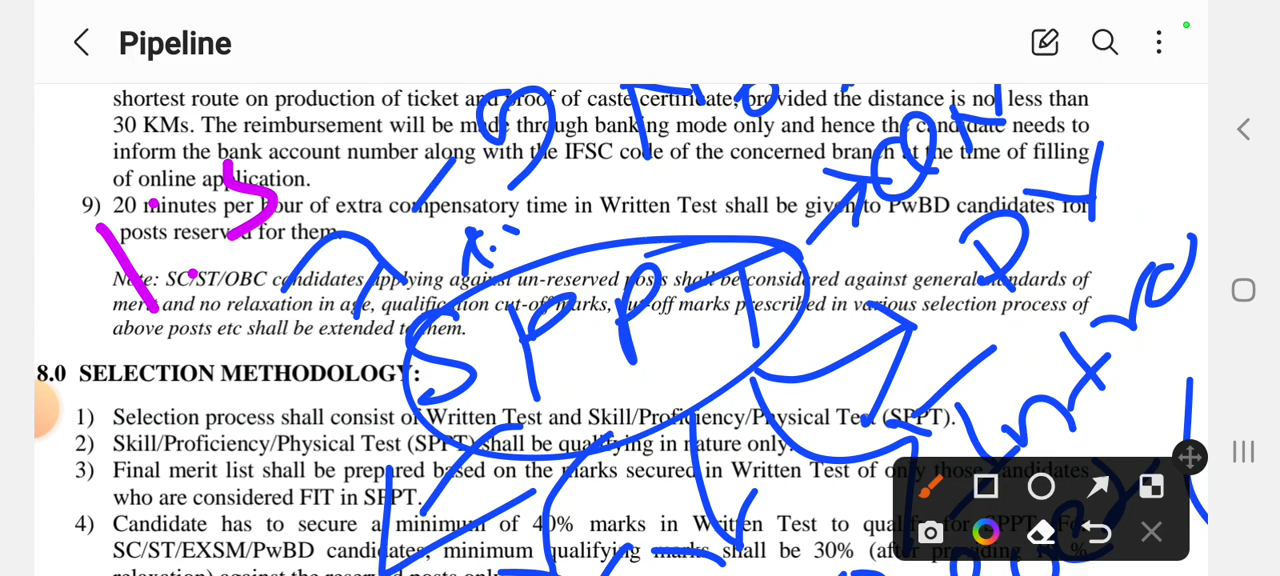 Pipeline
shortest route on production of ticket and proof of caste certificate, provided the distance is not less than
30 KMs. The reimbursement will be made through banking mode only and hence the candidate needs to
inform the bank account number along with the IFSC code of the concerned branch at the time of filling
of online application.
9) 20 minutes per hour of extra compensatory time in Written Test shall be given to PwBD candidates for
posts reserved for them.
Note: SC/ST/OBC candidates applying against un-reserved posts shall be considered against general standards of
merit and no relaxation in age, qualification cut-off marks, cut-off marks prescribed in various selection process of
above posts etc shall be extended to them.
SPPT
8.0 SELECTION METHODOLOGY:
1) Selection process shall consist of Written Test and Skill/Proficiency/Physical Test (SPPT).
2) Skill/Proficiency/Physical Test (SPPT) shall be qualifying in nature only.
3) Final merit list shall be prepared based on the marks secured in Written Test of only those candidates
who are considered FIT in SPPT.
4) Candidate has to secure a minimum of 40% marks in Written Test to qualify for SPPT.
SC/ST/EXSM/PwBD candidates, minimum qualifying marks shall be 30% (after providing %
relaxation) against the reserved posts only